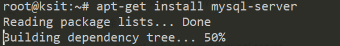 root@ksit:~# apt-get install mysql-server
Reading package lists... Done
Building dependency tree... 50%